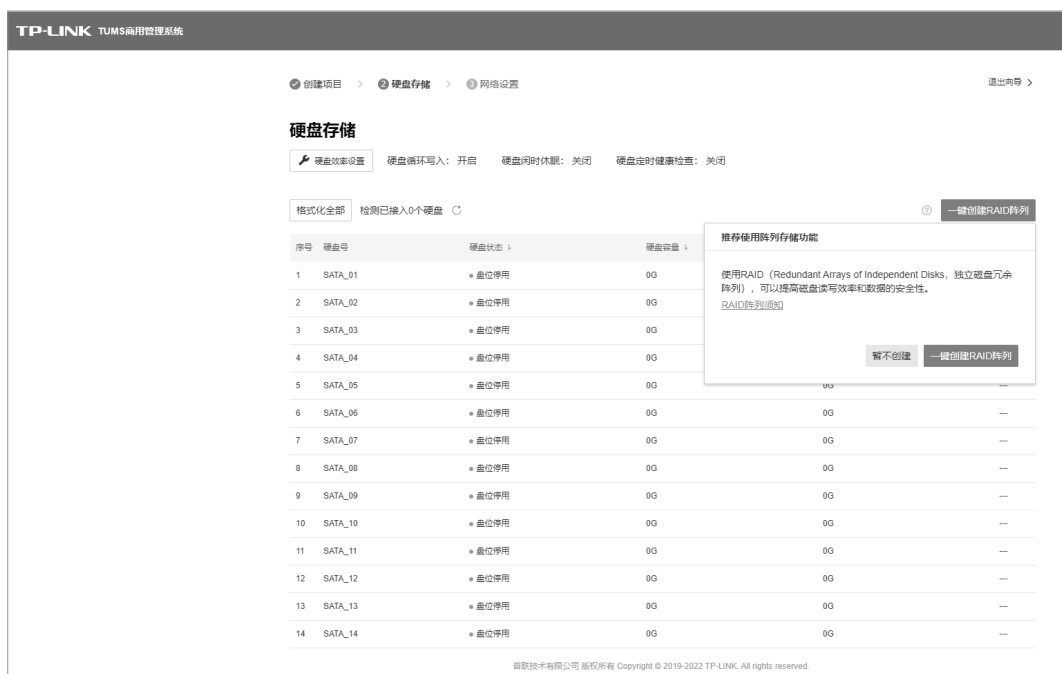 TP-LINK TUMS商用管理系统
创建项目 > 2 硬盘存储 > 3 网络设置 退出向导 >
硬盘存储
硬盘效率设置 硬盘循环写入: 开启 硬盘闲时休眠: 关闭 硬盘定时健康检查: 关闭
格式化全部 检测已接入0个硬盘 ? 一键创建RAID阵列
序号 硬盘号 硬盘状态 硬盘容量
推荐使用阵列存储功能
使用RAID（Redundant Arrays of Independent Disks，独立磁盘冗余
阵列），可以提高磁盘读写效率和数据的安全性。
RAID阵列须知
暂不创建 一键创建RAID阵列
1 SATA_01 盘位停用 0G
2 SATA_02 盘位停用 0G
3 SATA_03 盘位停用 0G
4 SATA_04 盘位停用 0G
5 SATA_05 盘位停用 0G 0G ---
6 SATA_06 盘位停用 0G 0G ---
7 SATA_07 盘位停用 0G 0G ---
8 SATA_08 盘位停用 0G 0G ---
9 SATA_09 盘位停用 0G 0G ---
10 SATA_10 盘位停用 0G 0G ---
11 SATA_11 盘位停用 0G 0G ---
12 SATA_12 盘位停用 0G 0G ---
13 SATA_13 盘位停用 0G 0G ---
14 SATA_14 盘位停用 0G 0G ---
普联技术有限公司 版权所有 Copyright © 2019-2022 TP-LINK. All rights reserved.